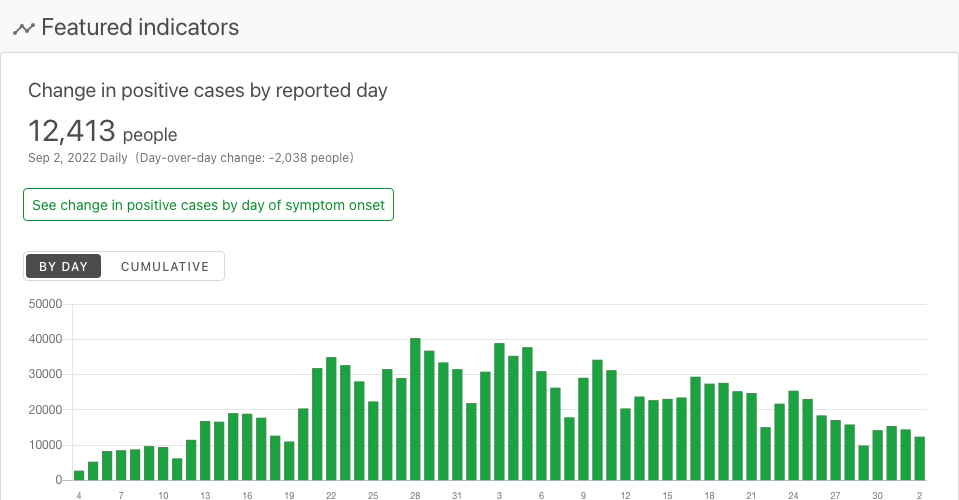 Featured indicators
Change in positive cases by reported day
12,413 people
Sep 2, 2022 Daily (Day-over-day change: -2,038 people)
See change in positive cases by day of symptom onset
BY DAY CUMULATIVE
50000
40000
30000
20000
10000
0
4 7 10 13 16 19 22 25 28 31 3 6 9 12 15 18 21 24 27 30 2